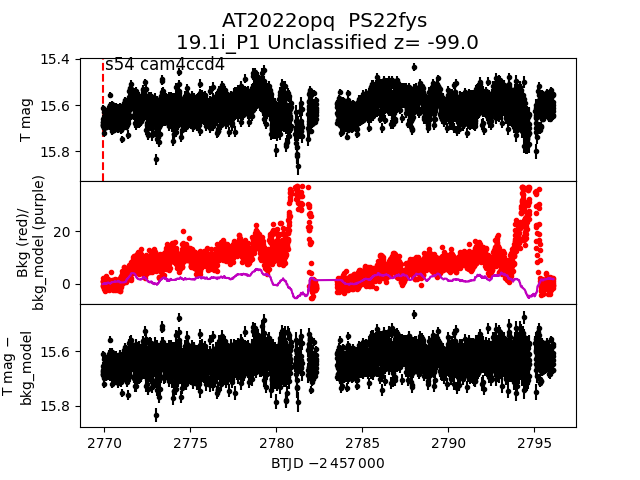 AT2022opq  PS22fys
19.1i_P1 Unclassified z= -99.0
s54 cam4ccd4
15.4
15.6
15.8
T mag
20
0
Bkg (red)/
bkg_model (purple)
15.6
15.8
T mag −
bkg_model
2770 2775 2780 2785 2790 2795
BTJD −2 457 000